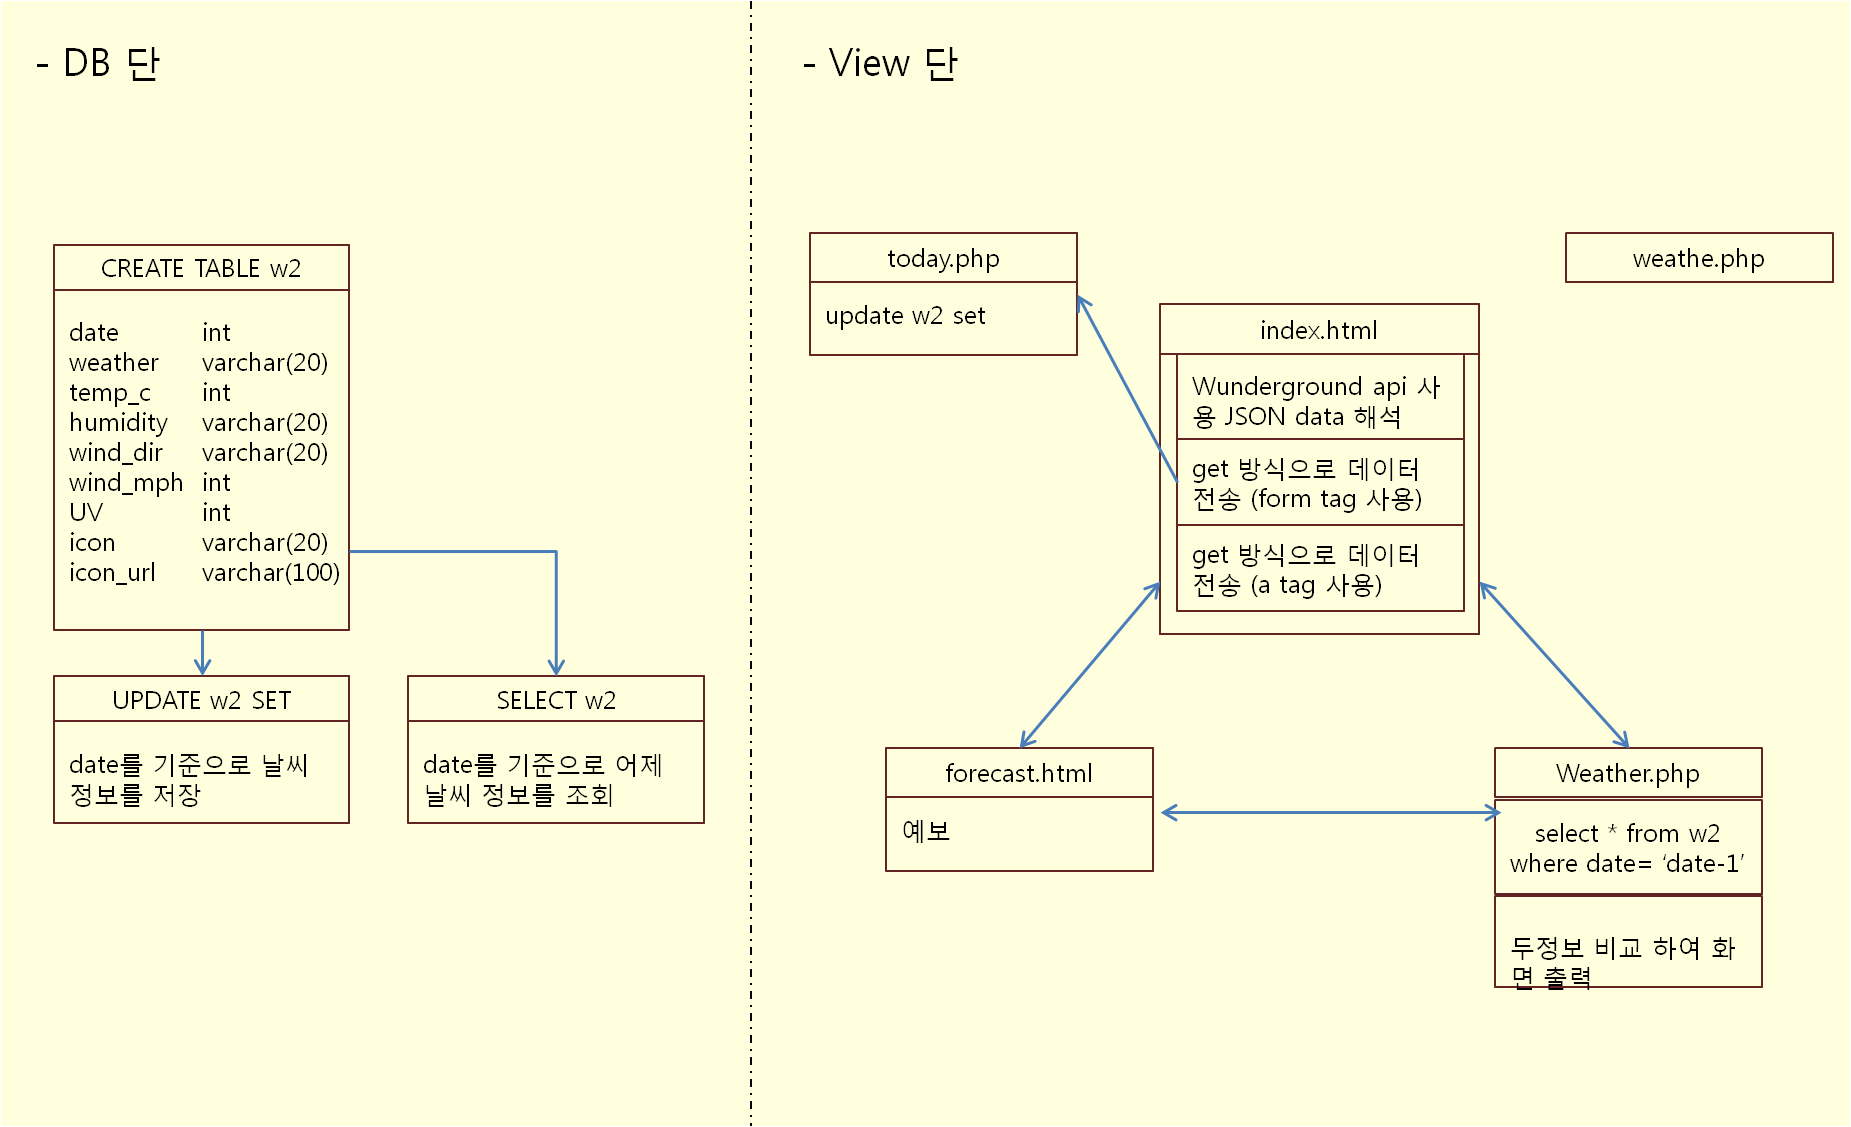 - DB 단
CREATE TABLE w2
date int
weather varchar(20)
temp_c int
humidity varchar(20)
wind_dir varchar(20)
wind_mph int
UV int
icon varchar(20)
icon_url varchar(100)
UPDATE w2 SET
date를 기준으로 날씨
정보를 저장
SELECT w2
date를 기준으로 어제
날씨 정보를 조회
- View 단
today.php
update w2 set
weathe.php
index.html
Wunderground api 사
용 JSON data 해석
get 방식으로 데이터
전송 (form tag 사용)
get 방식으로 데이터
전송 (a tag 사용)
forecast.html
예보
Weather.php
select * from w2
where date= ‘date-1’
두정보 비교 하여 화
면 출력